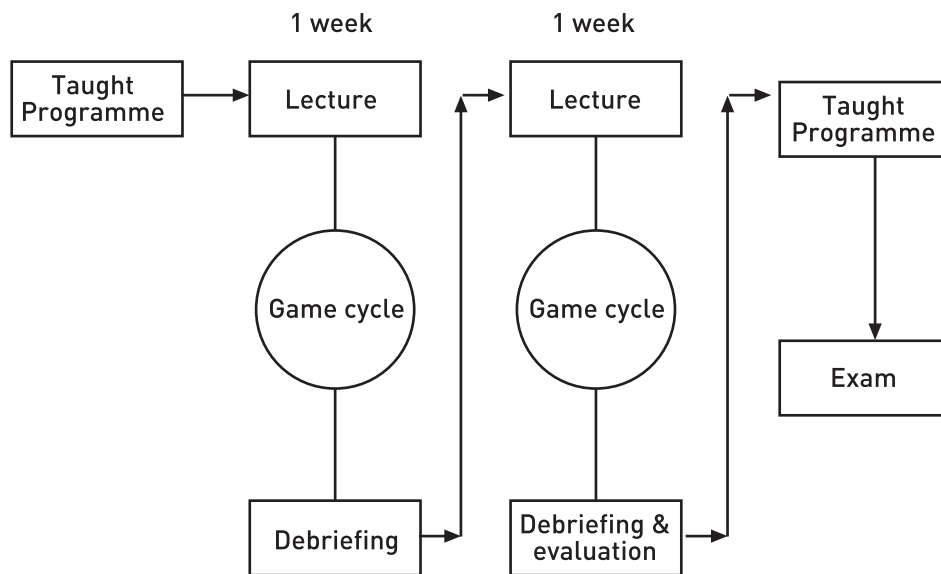 1 week
1 week
Taught
Programme
Lecture
Lecture
Taught
Programme
Game cycle
Game cycle
Exam
Debriefing
Debriefing &
evaluation